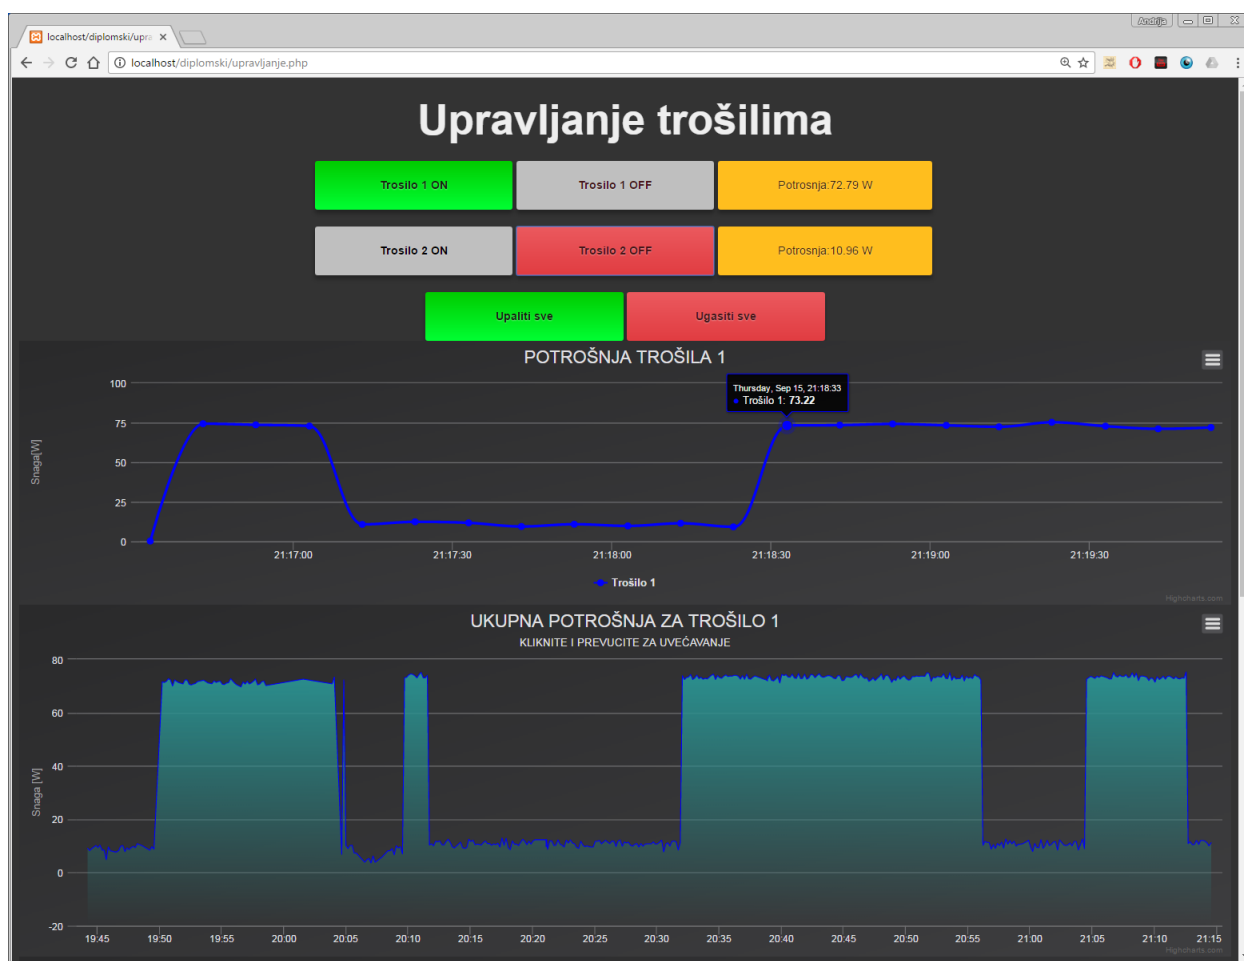 Andrija
localhost/diplomski/upra
localhost/diplomski/upravljanje.php
Upravljanje trošilima
Trosilo 1 ON Trosilo 1 OFF Potrosnja:72.79 W
Trosilo 2 ON Trosilo 2 OFF Potrosnja:10.96 W
Upaliti sve Ugasiti sve
POTROŠNJA TROŠILA 1
Thursday, Sep 15, 21:18:33
Trošilo 1: 73.22
Snaga[W]
100
75
50
25
0
21:17:00 21:17:30 21:18:00 21:18:30 21:19:00 21:19:30
Trošilo 1
Highcharts.com
UKUPNA POTROŠNJA ZA TROŠILO 1
KLIKNITE I PREVUCITE ZA UVEĆAVANJE
Snaga [W]
80
60
40
20
0
-20
19:45 19:50 19:55 20:00 20:05 20:10 20:15 20:20 20:25 20:30 20:35 20:40 20:45 20:50 20:55 21:00 21:05 21:10 21:15
Highcharts.com